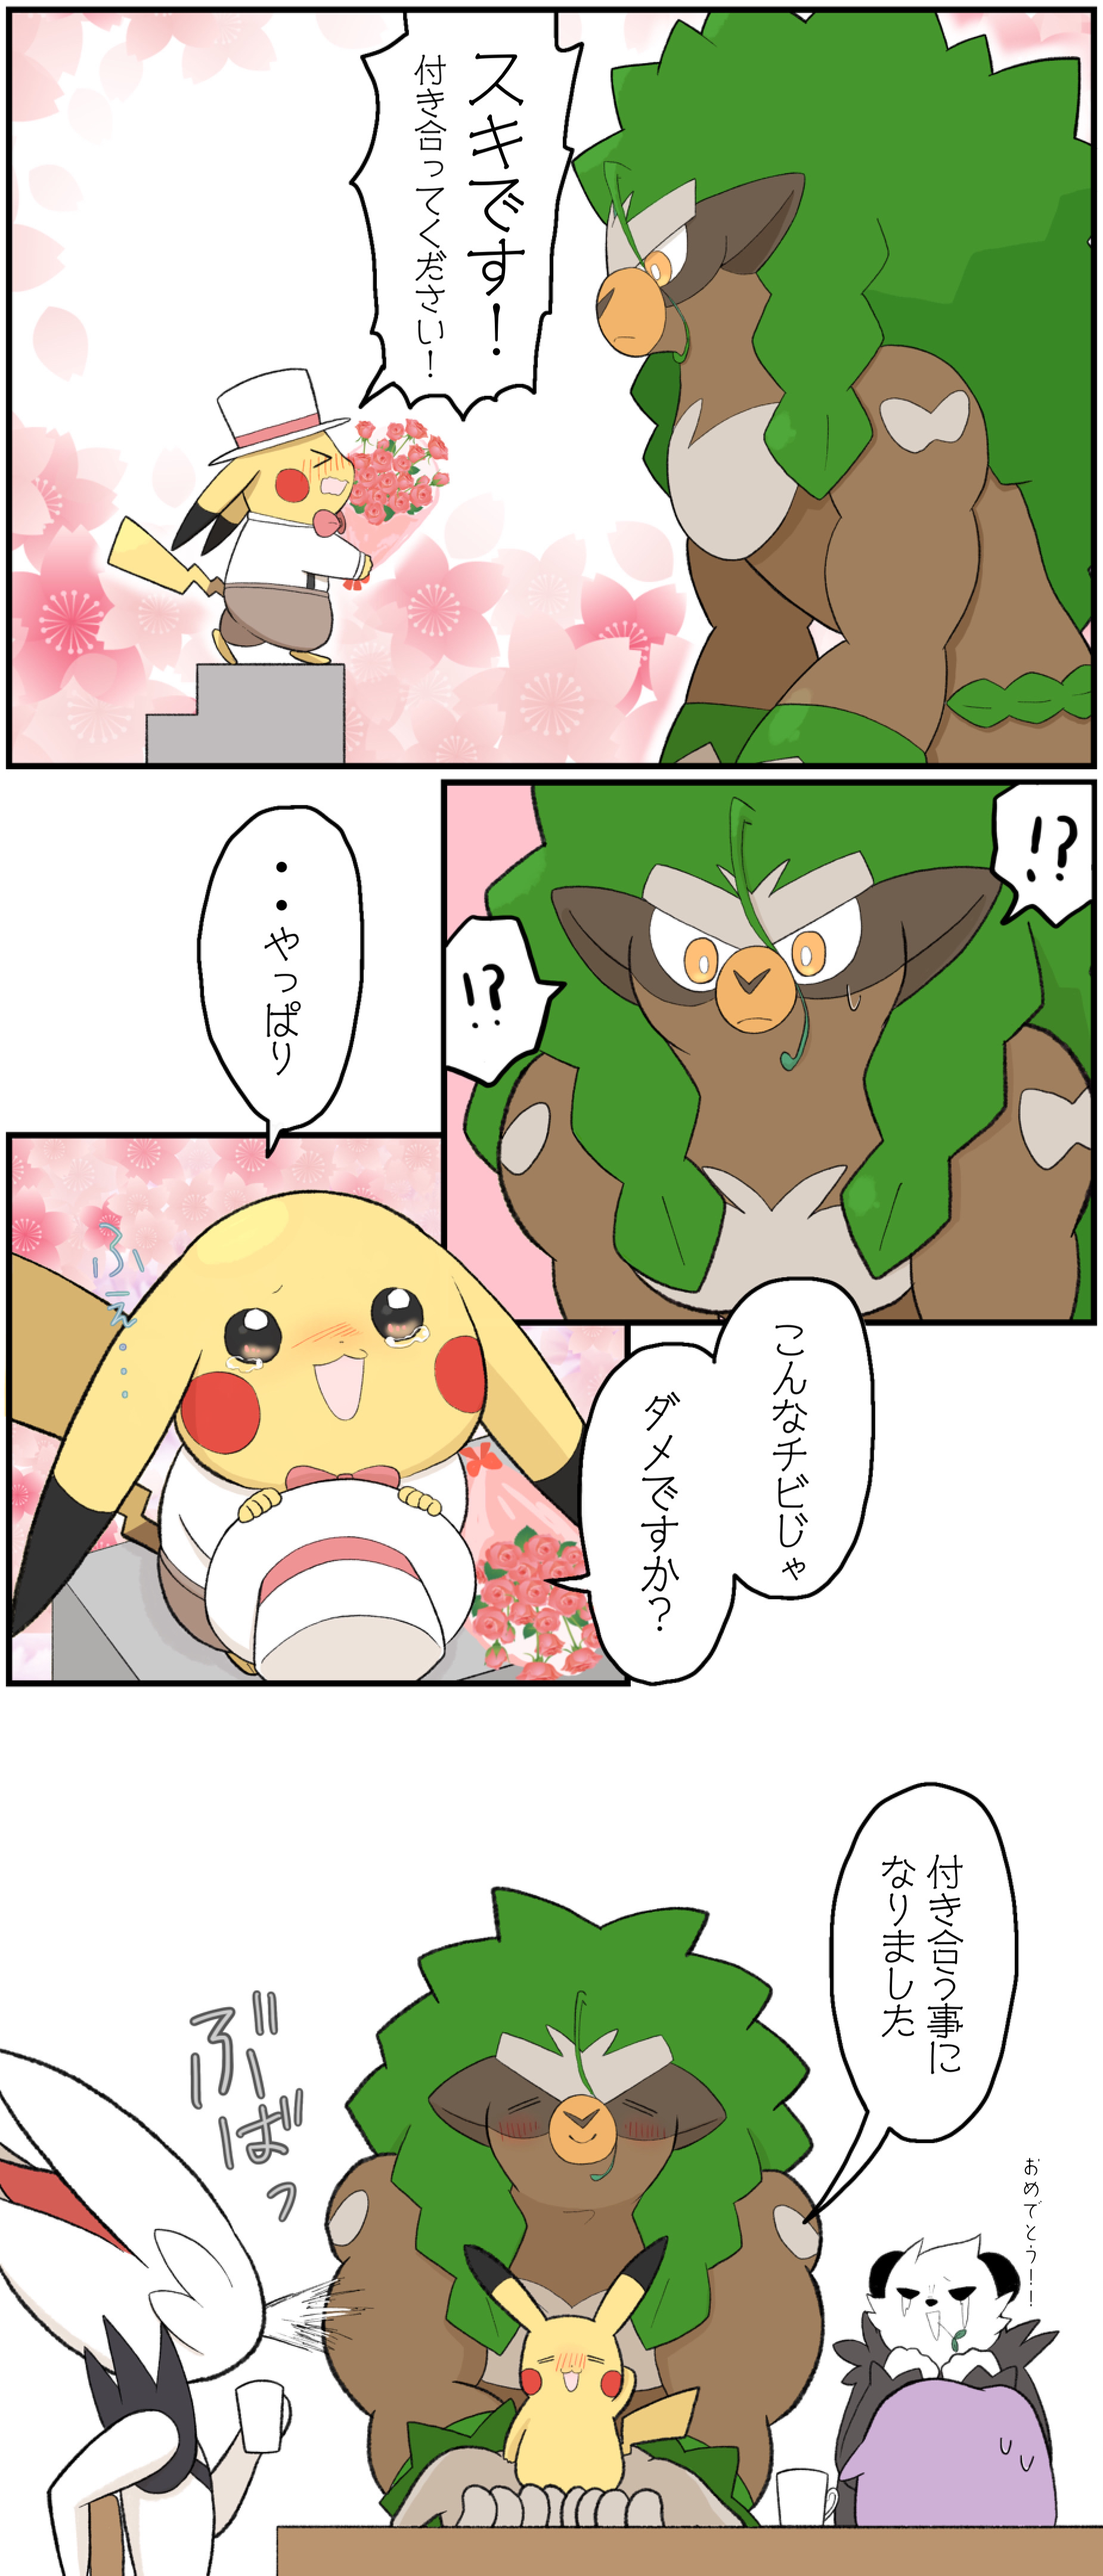 スキです！
付き合ってください！
!?
!?
・・やっぱり
ふぇ・・・
こんなチビじゃ
ダメですか？
付き合う事に
なりました
ぶばっ
おめでとう！！